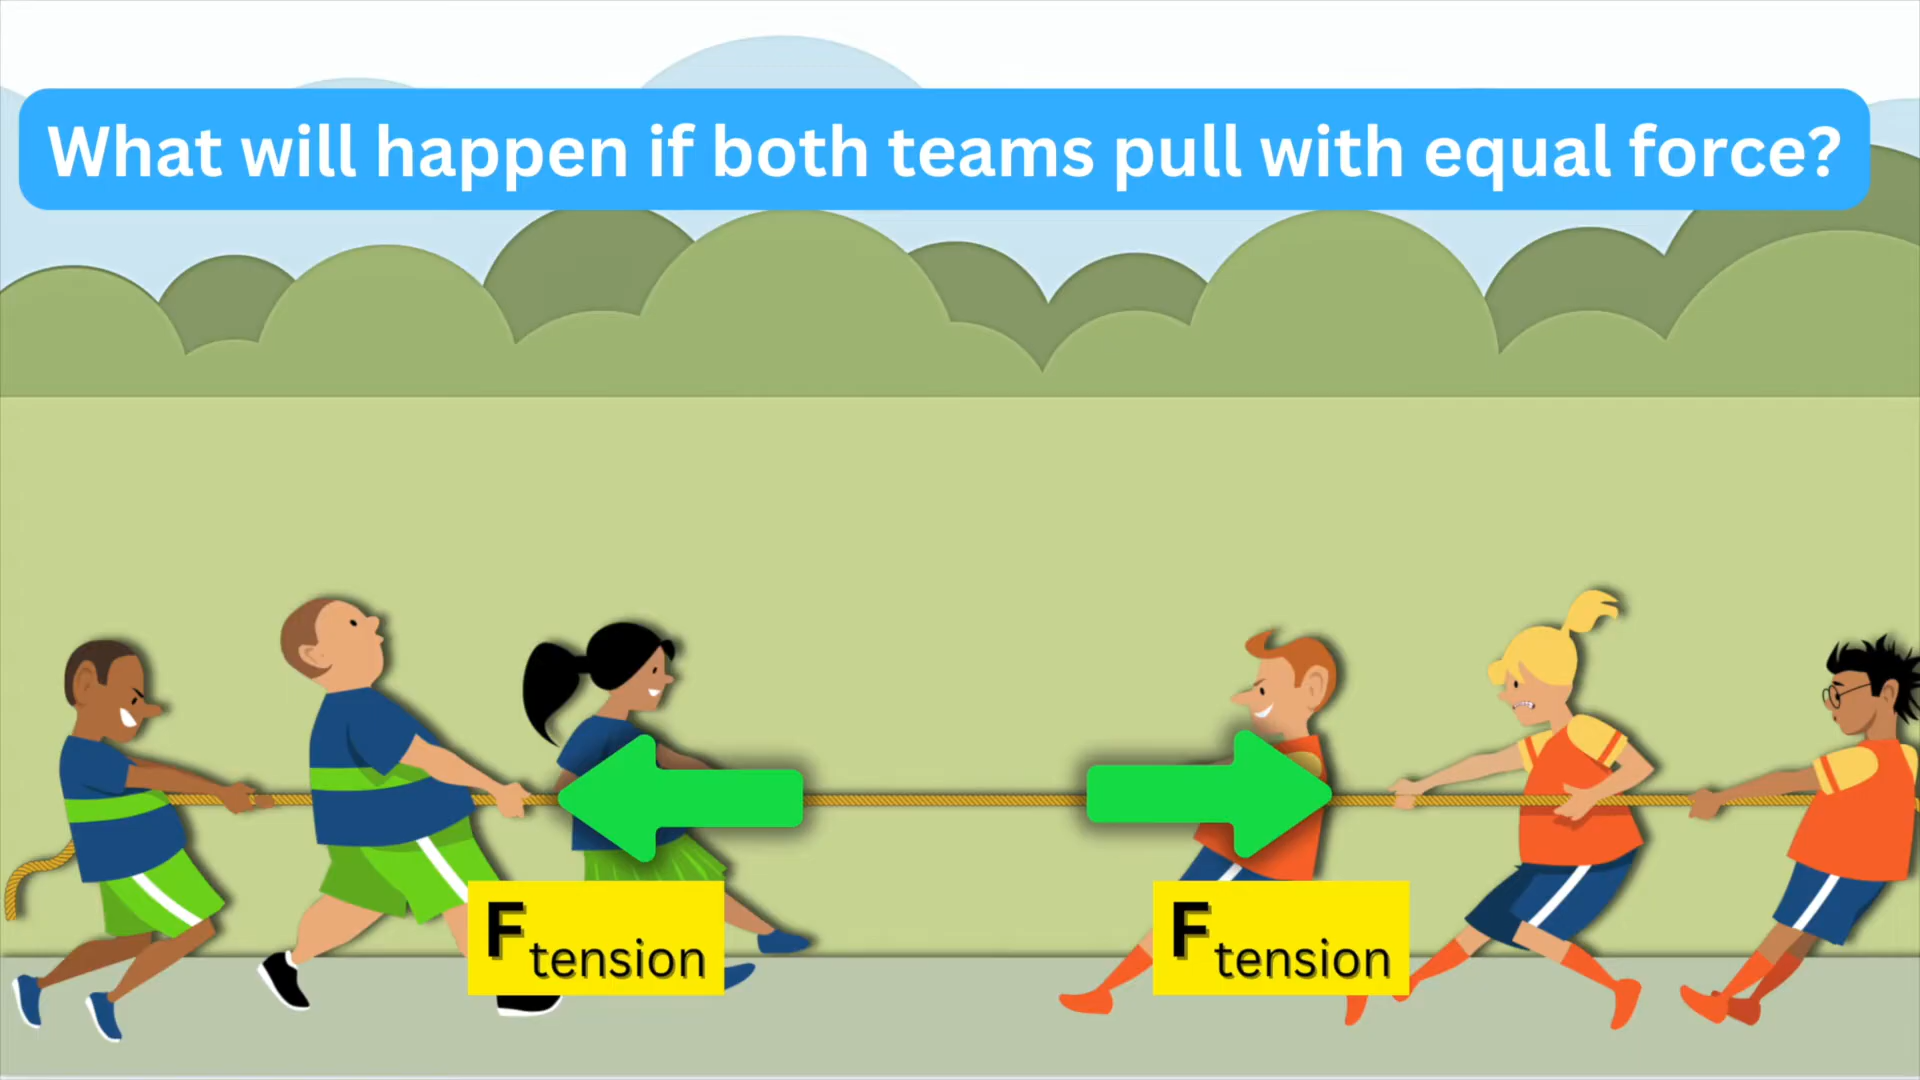 What will happen if both teams pull with equal force?
Ftension
Ftension